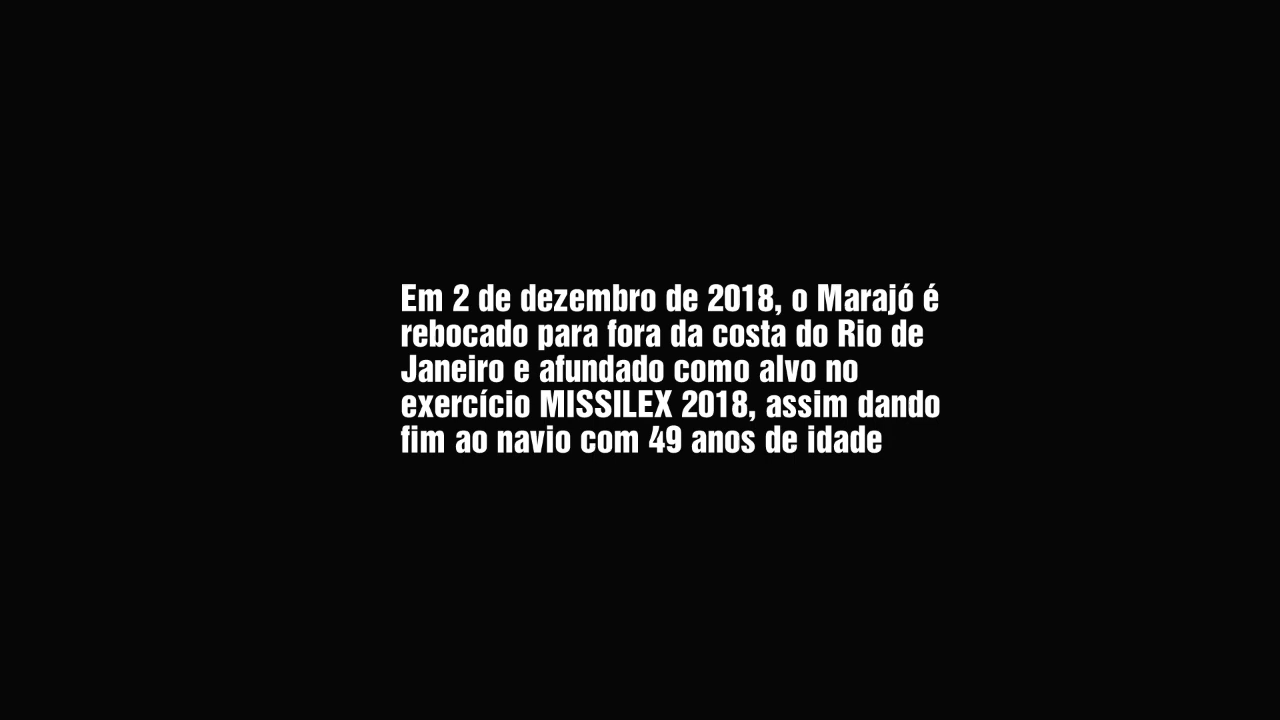 Em 2 de dezembro de 2018, o Marajó é
rebocado para fora da costa do Rio de
Janeiro e afundado como alvo no
exercício MISSILEX 2018, assim dando
fim ao navio com 49 anos de idade